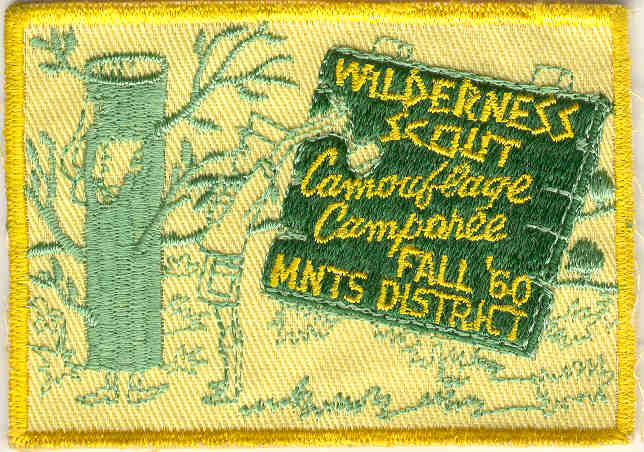 WILDERNESS
SCOUT
Camouflage
Camporee
FALL '60
MNTS DISTRICT